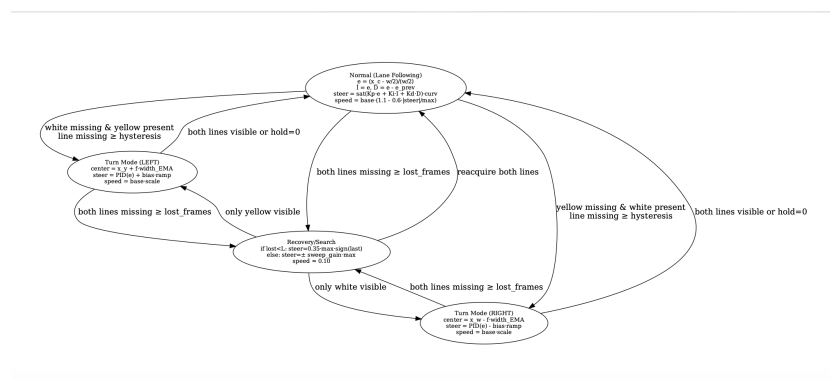 Normal (Lane Following)
e = (x_c - w/2)/(w/2)
I = e, D = e - e_prev
steer = sat(Kp·e + Ki·I + Kd·D)·curv
speed = base·(1.1 - 0.6·|steer|/max)
white missing & yellow present
line missing ≥ hysteresis
both lines visible or hold=0
Turn Mode (LEFT)
center = x_y + f·width_EMA
steer = PID(e) + bias·ramp
speed = base·scale
both lines missing ≥ lost_frames
reacquire both lines
yellow missing & white present
line missing ≥ hysteresis
both lines visible or hold=0
both lines missing ≥ lost_frames
only yellow visible
Recovery/Search
if lost<L: steer=0.35·max·sign(last)
else: steer=± sweep_gain·max
speed = 0.10
only white visible
both lines missing ≥ lost_frames
Turn Mode (RIGHT)
center = x_w - f·width_EMA
steer = PID(e) - bias·ramp
speed = base·scale